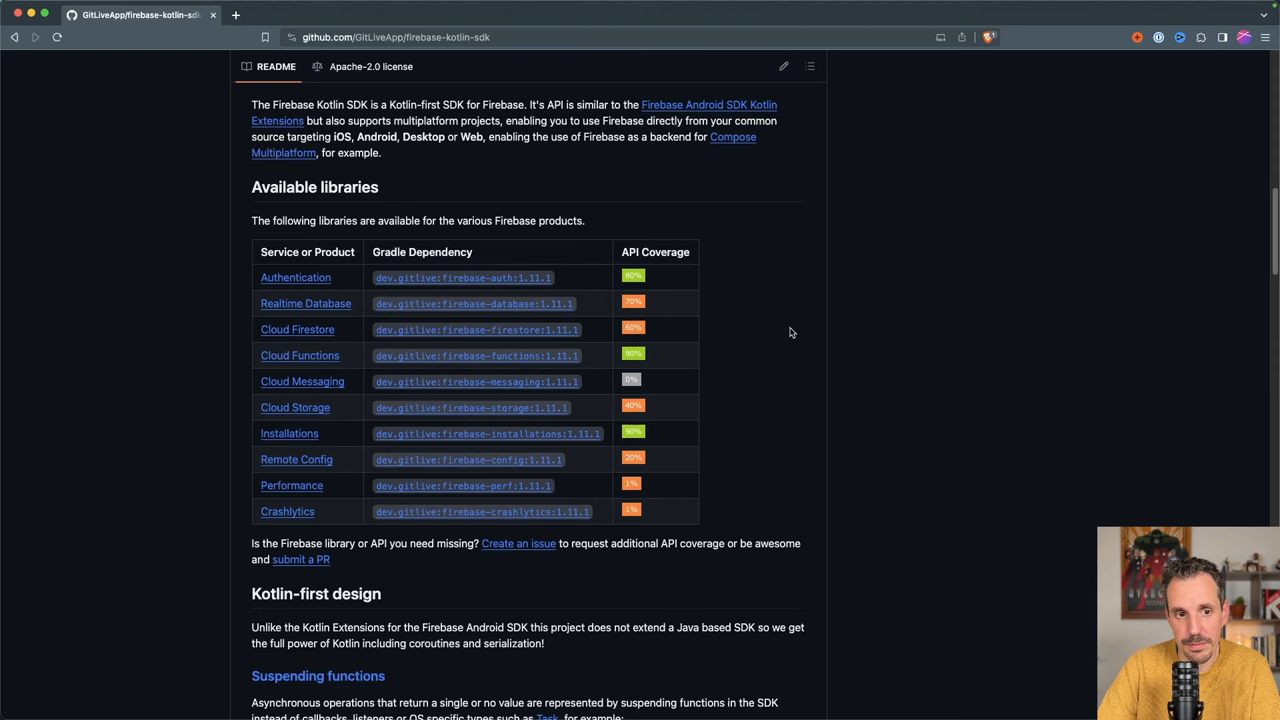 GitLiveApp/firebase-kotlin-sdk
github.com/GitLiveApp/firebase-kotlin-sdk
README Apache-2.0 license
The Firebase Kotlin SDK is a Kotlin-first SDK for Firebase. It's API is similar to the Firebase Android SDK Kotlin
Extensions but also supports multiplatform projects, enabling you to use Firebase directly from your common
source targeting iOS, Android, Desktop or Web, enabling the use of Firebase as a backend for Compose
Multiplatform, for example.
Available libraries
The following libraries are available for the various Firebase products.
Service or Product Gradle Dependency API Coverage
Authentication dev.gitlive:firebase-auth:1.11.1 80%
Realtime Database dev.gitlive:firebase-database:1.11.1 70%
Cloud Firestore dev.gitlive:firebase-firestore:1.11.1 60%
Cloud Functions dev.gitlive:firebase-functions:1.11.1 80%
Cloud Messaging dev.gitlive:firebase-messaging:1.11.1 0%
Cloud Storage dev.gitlive:firebase-storage:1.11.1 40%
Installations dev.gitlive:firebase-installations:1.11.1 90%
Remote Config dev.gitlive:firebase-config:1.11.1 20%
Performance dev.gitlive:firebase-perf:1.11.1 1%
Crashlytics dev.gitlive:firebase-crashlytics:1.11.1 1%
Is the Firebase library or API you need missing? Create an issue to request additional API coverage or be awesome
and submit a PR
Kotlin-first design
Unlike the Kotlin Extensions for the Firebase Android SDK this project does not extend a Java based SDK so we get
the full power of Kotlin including coroutines and serialization!
Suspending functions
Asynchronous operations that return a single or no value are represented by suspending functions in the SDK
instead of callbacks, listeners or OS specific types such as Task, for example: